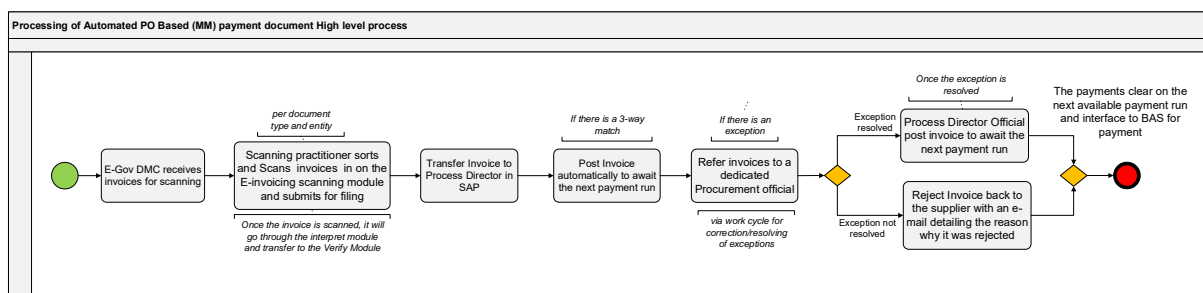 Processing of Automated PO Based (MM) payment document High level process
E-Gov DMC receives
invoices for scanning
per document
type and entity
Scanning practitioner sorts
and Scans invoices in on the
E-invoicing scanning module
and submits for filing
Once the invoice is scanned, it will
go through the interpret module
and transfer to the Verify Module
Transfer Invoice to
Process Director in
SAP
If there is a 3-way
match
Post Invoice
automatically to await
the next payment run
If there is an
exception
Refer invoices to a
dedicated
Procurement official
via work cycle for
correction/resolving
of exceptions
Exception
resolved
Exception not
resolved
Once the exception is
resolved
Process Director Official
post invoice to await the
next payment run
Reject Invoice back to
the supplier with an e-
mail detailing the reason
why it was rejected
The payments clear on the
next available payment run
and interface to BAS for
payment